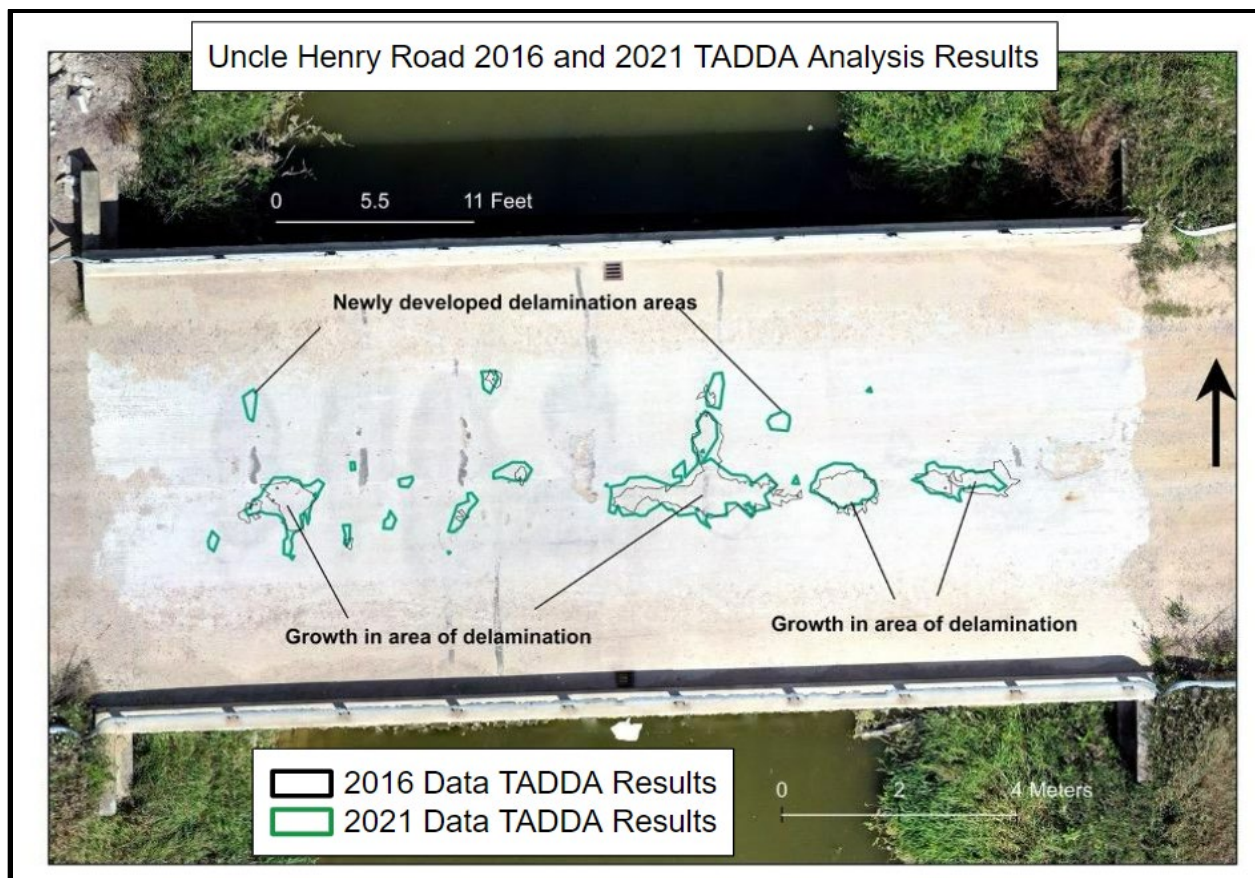 Uncle Henry Road 2016 and 2021 TADDA Analysis Results
0 5.5 11 Feet
Newly developed delamination areas
Growth in area of delamination
Growth in area of delamination
2016 Data TADDA Results
2021 Data TADDA Results
0 2 4 Meters